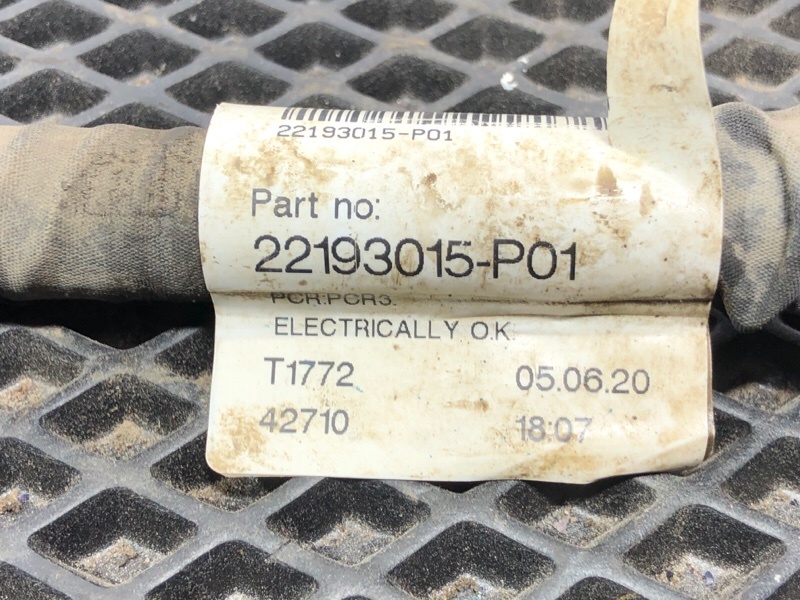 22193015-P01
Part no:
22193015-P01
PCR:PCR3.
ELECTRICALLY O.K.
T1772 05.06.20
42710 18:07